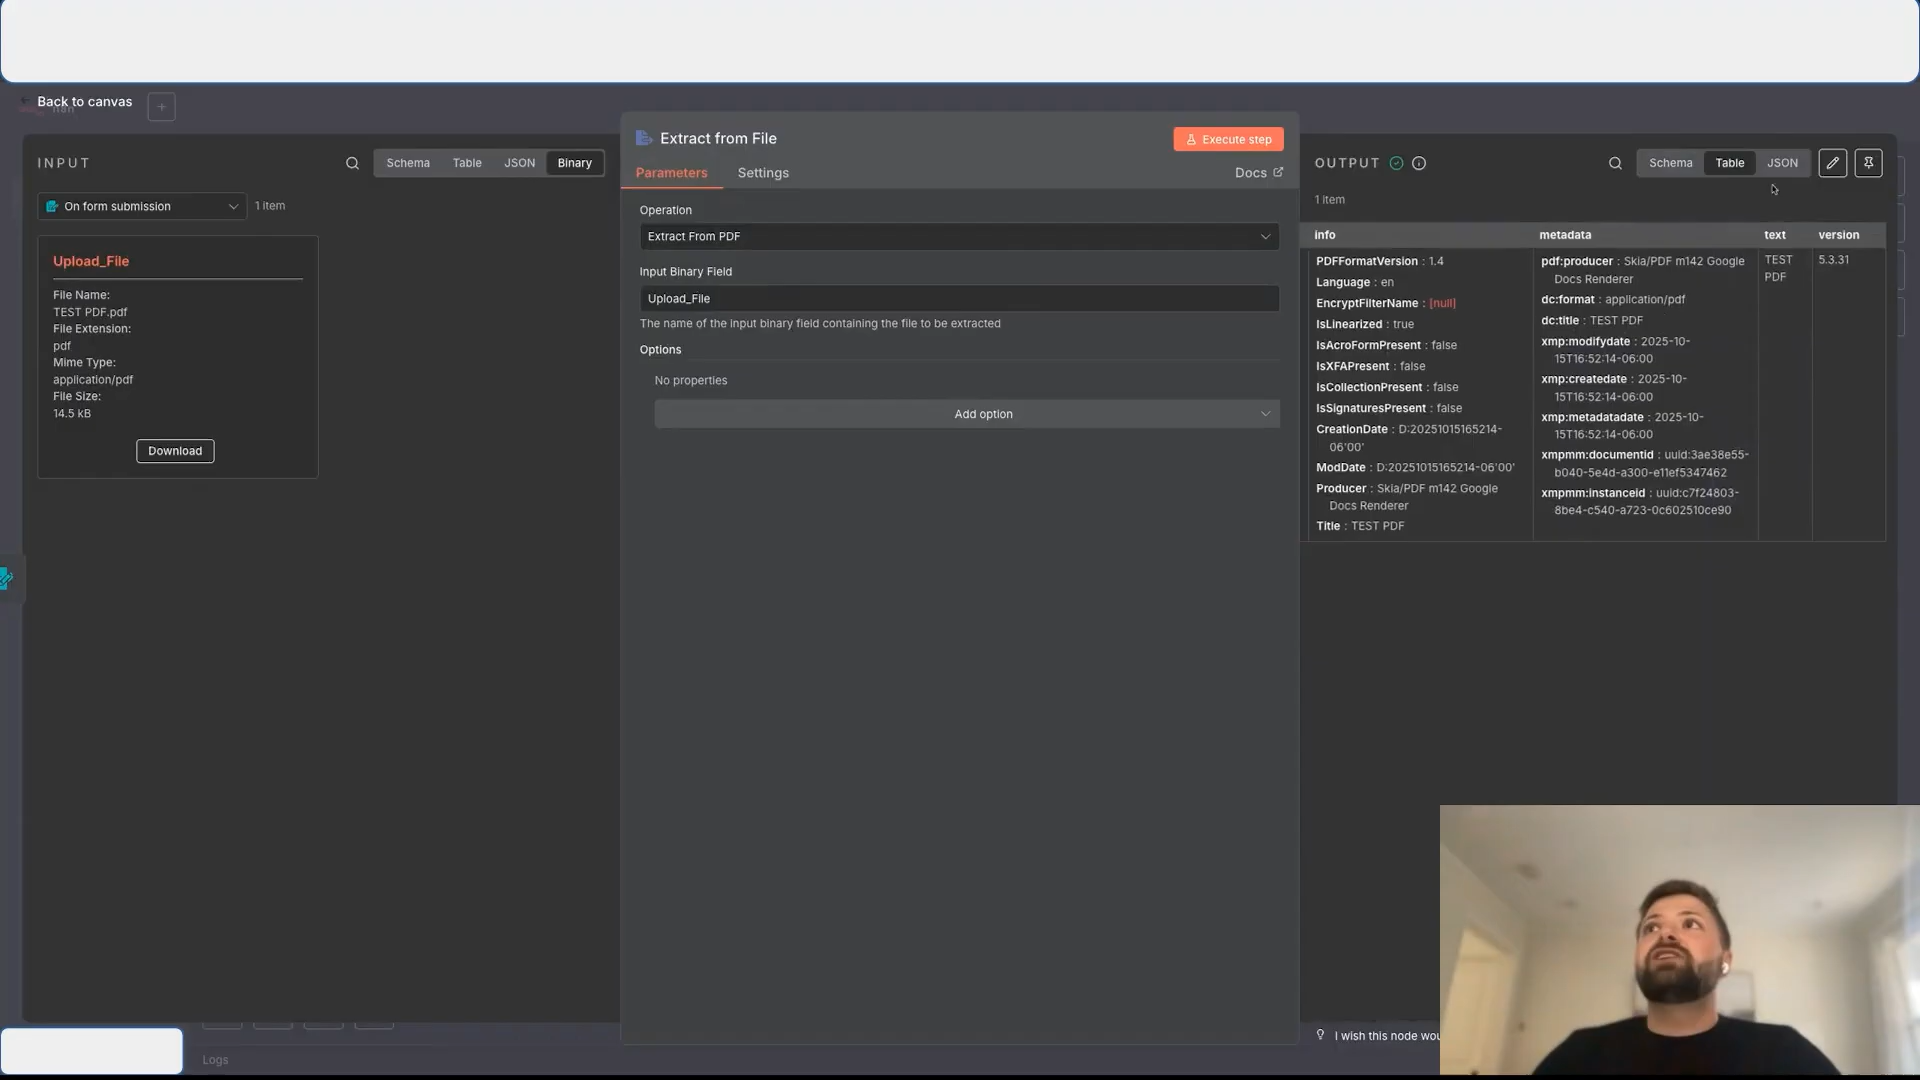 Back to canvas
INPUT
Schema
Table
JSON
Binary
On form submission
1 item
Upload_File
File Name:
TEST PDF.pdf
File Extension:
pdf
Mime Type:
application/pdf
File Size:
14.5 kB
Download
Extract from File
Execute step
Parameters
Settings
Docs
Operation
Extract From PDF
Input Binary Field
Upload_File
The name of the input binary field containing the file to be extracted
Options
No properties
Add option
OUTPUT
Schema
Table
JSON
1 item
info
metadata
text
version
PDFFormatVersion : 1.4
Language : en
EncryptFilterName : [null]
IsLinearized : true
IsAcroFormPresent : false
IsXFAPresent : false
IsCollectionPresent : false
IsSignaturesPresent : false
CreationDate : D:20251015165214-
06'00'
ModDate : D:20251015165214-06'00'
Producer : Skia/PDF m142 Google
Docs Renderer
Title : TEST PDF
pdf:producer : Skia/PDF m142 Google
Docs Renderer
dc:format : application/pdf
dc:title : TEST PDF
xmp:modifydate : 2025-10-
15T16:52:14-06:00
xmp:createdate : 2025-10-
15T16:52:14-06:00
xmp:metadatadate : 2025-10-
15T16:52:14-06:00
xmpmm:documentid : uuid:3ae38e55-
b040-5e4d-a300-e11ef5347462
xmpmm:instanceid : uuid:c7f24803-
8be4-c540-a723-0c602510ce90
TEST
PDF
5.3.31
I wish this node
Logs